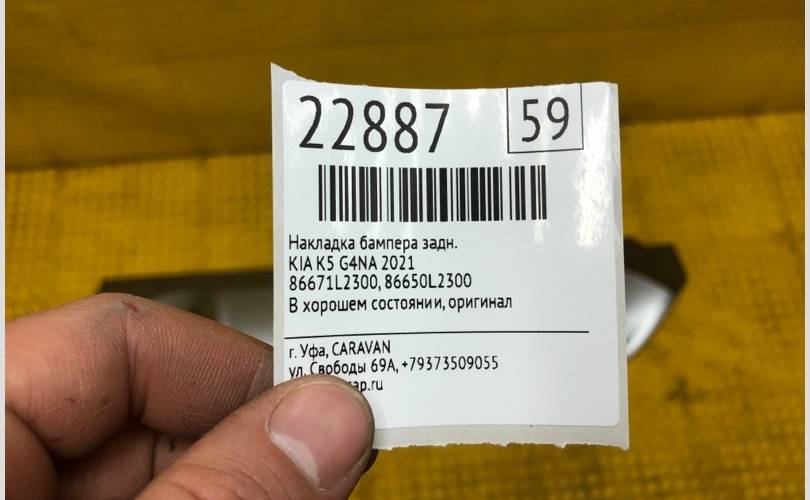 22887 59
Накладка бампера задн.
KIA K5 G4NA 2021
86671L2300, 86650L2300
В хорошем состоянии, оригинал
г. Уфа, CARAVAN
ул. Свободы 69А, +79373509055